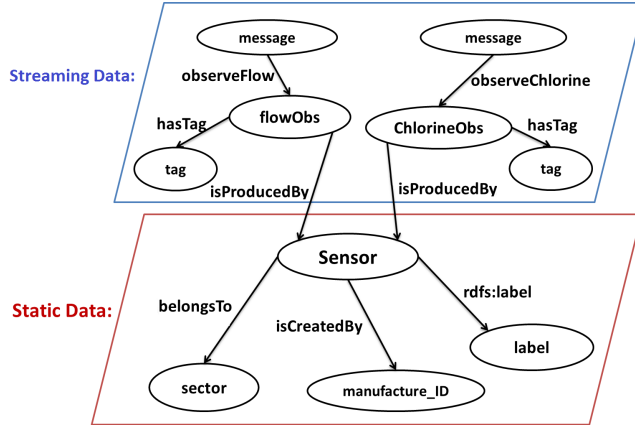 message
message
observeFlow
observeChlorine
Streaming Data:
flowObs
ChlorineObs
hasTag
hasTag
tag
tag
isProducedBy
isProducedBy
Sensor
rdfs:label
belongsTo
Static Data:
isCreatedBy
label
sector
manufacture_ID